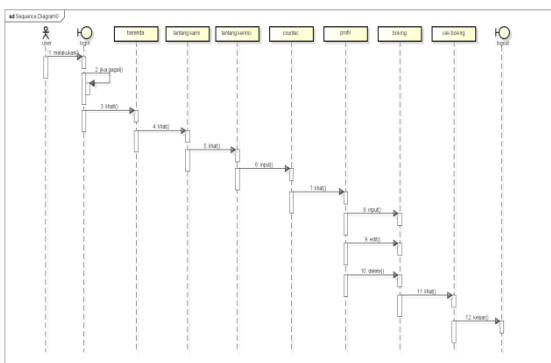 sd Sequence Diagram0
user
login
beranda
tentang kami
tentang kerinci
profil
boking
cek boking
logout
1. melakukan()
2. jika gagal()
3. lihat()
4. lihat()
5. lihat()
6. input()
7. lihat()
8. input()
9. edit()
10. delete()
11. lihat()
12. keluar()